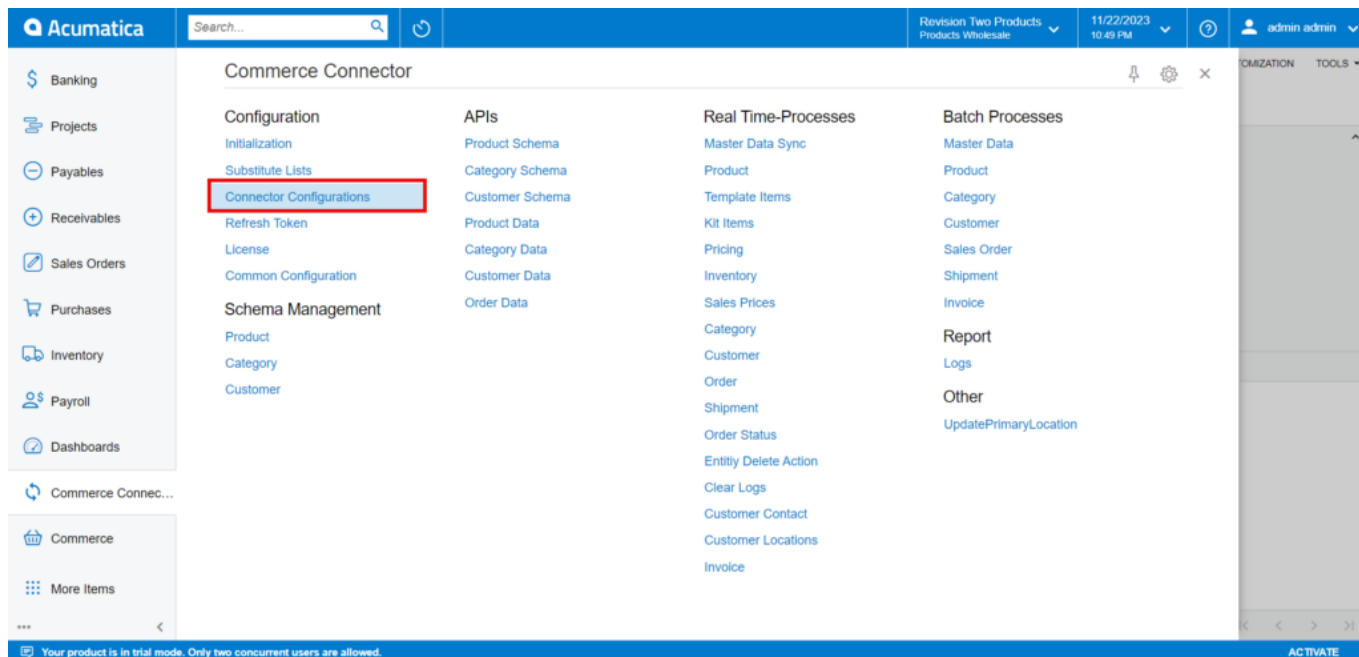 Acumatica
Search...
Revision Two Products
Products Wholesale
11/22/2023
10:49 PM
admin admin
Banking
Projects
Payables
Receivables
Sales Orders
Purchases
Inventory
Payroll
Dashboards
Commerce Connec...
Commerce
More Items
Commerce Connector
Configuration
Initialization
Substitute Lists
Connector Configurations
Refresh Token
License
Common Configuration
Schema Management
Product
Category
Customer
APIs
Product Schema
Category Schema
Customer Schema
Product Data
Category Data
Customer Data
Order Data
Real Time-Processes
Master Data Sync
Product
Template Items
Kit Items
Pricing
Inventory
Sales Prices
Category
Customer
Order
Shipment
Order Status
Entitiy Delete Action
Clear Logs
Customer Contact
Customer Locations
Invoice
Batch Processes
Master Data
Product
Category
Customer
Sales Order
Shipment
Invoice
Report
Logs
Other
UpdatePrimaryLocation
OMIZATION TOOLS
Your product is in trial mode. Only two concurrent users are allowed.
ACTIVATE